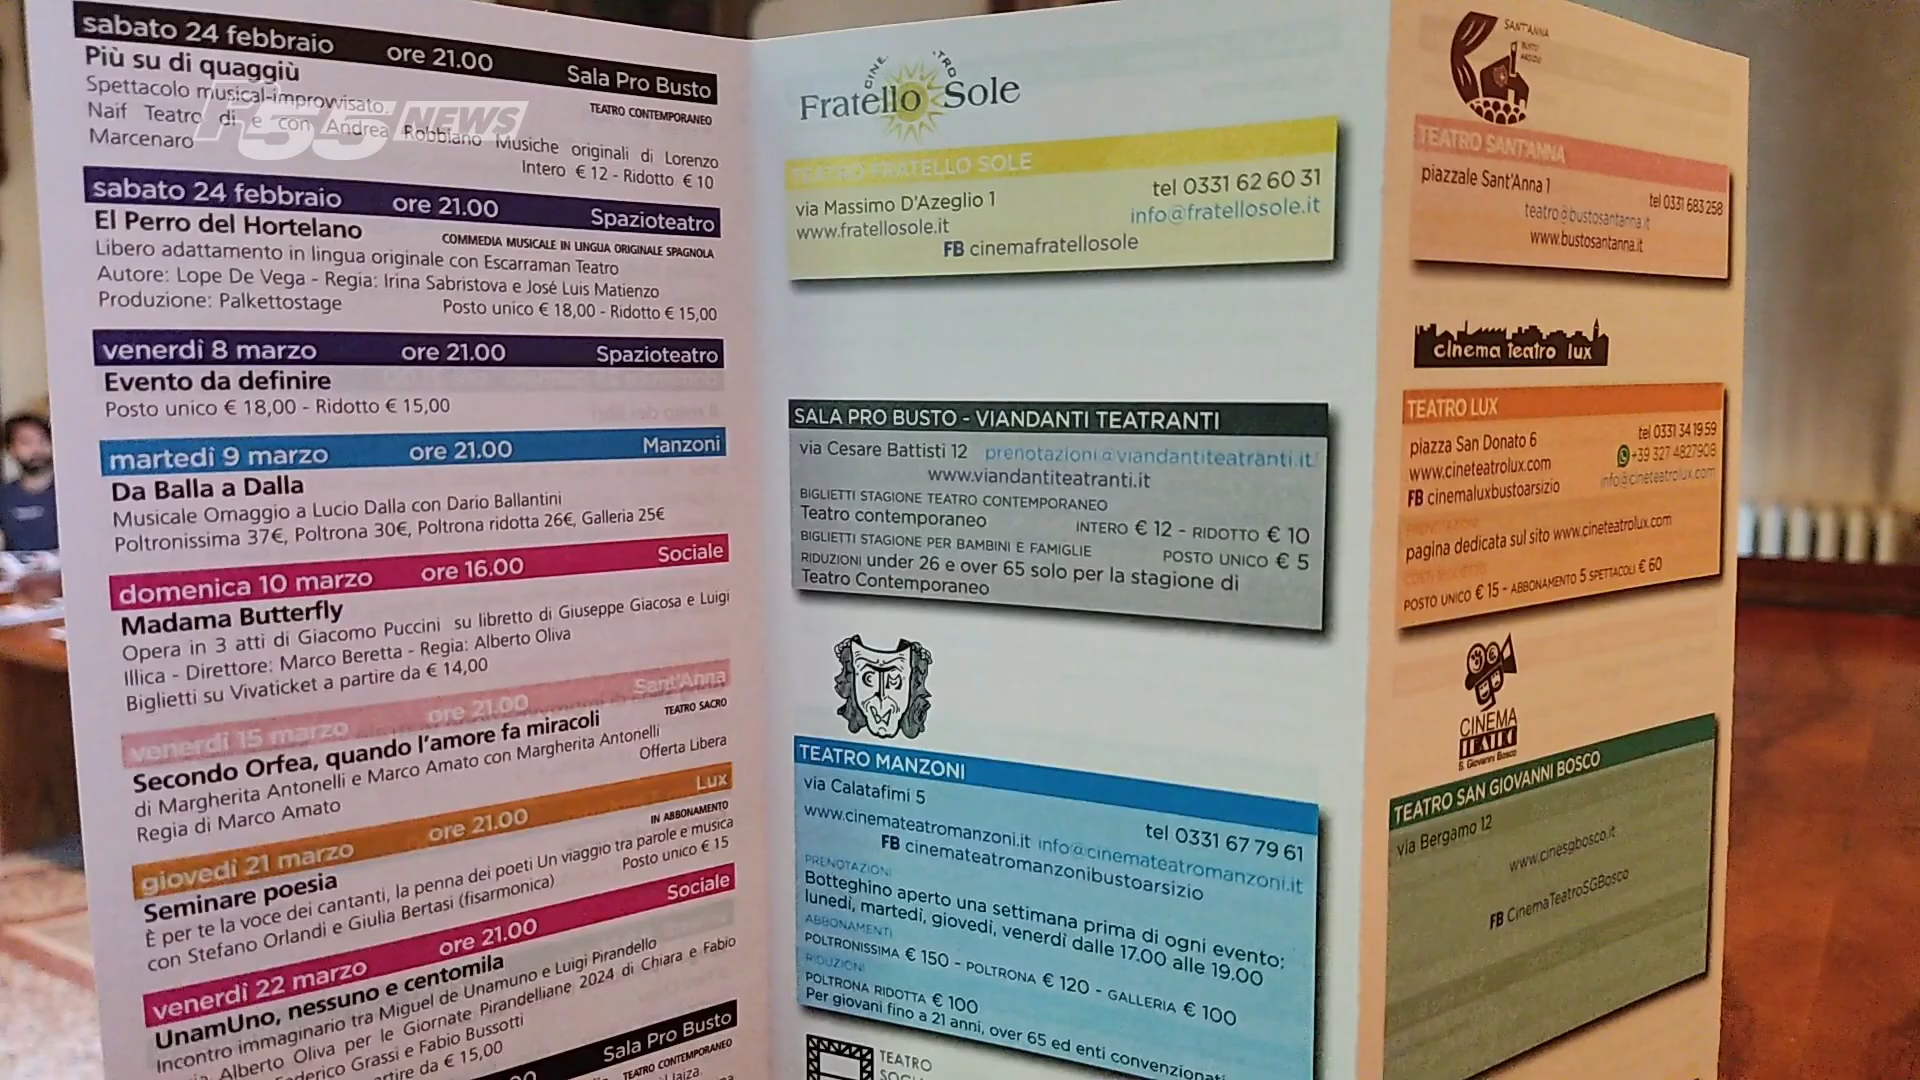 sabato 24 febbraio ore 21.00 Sala Pro Busto
Più su di quaggiù
TEATRO CONTEMPORANEO
Spettacolo musical-improvvisato
Naif Teatro di e con Andrea Robbiano Musiche originali di Lorenzo
Marcenaro
Intero € 12 - Ridotto € 10
NEWS
sabato 24 febbraio ore 21.00 Spazioteatro
El Perro del Hortelano
COMMEDIA MUSICALE IN LINGUA ORIGINALE SPAGNOLA
Libero adattamento in lingua originale con Escarraman Teatro
Autore: Lope De Vega - Regia: Irina Sabristova e José Luis Matienzo
Produzione: Palkettostage Posto unico € 18,00 - Ridotto € 15,00
venerdì 8 marzo ore 21.00 Spazioteatro
Evento da definire
Posto unico € 18,00 - Ridotto € 15,00
martedì 9 marzo ore 21.00 Manzoni
Da Balla a Dalla
Musicale Omaggio a Lucio Dalla con Dario Ballantini
Poltronissima 37€, Poltrona 30€, Poltrona ridotta 26€, Galleria 25€
domenica 10 marzo ore 16.00 Sociale
Madama Butterfly
Opera in 3 atti di Giacomo Puccini su libretto di Giuseppe Giacosa e Luigi
Illica - Direttore: Marco Beretta - Regia: Alberto Oliva
Biglietti su Vivaticket a partire da € 14,00
venerdì 15 marzo ore 21.00 Sant'Anna
Secondo Orfea, quando l'amore fa miracoli
TEATRO SACRO
di Margherita Antonelli e Marco Amato con Margherita Antonelli
Regia di Marco Amato
Offerta Libera
giovedì 21 marzo ore 21.00 Lux
Seminare poesia
IN ABBONAMENTO
È per te la voce dei cantanti, la penna dei poeti Un viaggio tra parole e musica
con Stefano Orlandi e Giulia Bertasi (fisarmonica) Posto unico € 15
venerdì 22 marzo ore 21.00 Sociale
UnamUno, nessuno e centomila
Incontro immaginario tra Miguel de Unamuno e Luigi Pirandello
Alberto Oliva per le Giornate Pirandelliane 2024 di Chiara e Fabio
Grassi e Fabio Bussotti
da € 15,00
Sala Pro Busto
TEATRO CONTEMPORANEO
Fratello Sole
TEATRO FRATELLO SOLE
via Massimo D'Azeglio 1 tel 0331 62 60 31
www.fratellosole.it info@fratellosole.it
FB cinemafratellosole
SALA PRO BUSTO - VIANDANTI TEATRANTI
via Cesare Battisti 12 prenotazioni@viandantiteatranti.it
www.viandantiteatranti.it
BIGLIETTI STAGIONE TEATRO CONTEMPORANEO
Teatro contemporaneo INTERO € 12 - RIDOTTO € 10
BIGLIETTI STAGIONE PER BAMBINI E FAMIGLIE POSTO UNICO € 5
RIDUZIONI under 26 e over 65 solo per la stagione di
Teatro Contemporaneo
TEATRO MANZONI
via Calatafimi 5 tel 0331 67 79 61
www.cinemateatromanzoni.it info@cinemateatromanzoni.it
FB cinemateatromanzonibustoarsizio
PRENOTAZIONI
Botteghino aperto una settimana prima di ogni evento:
lunedì, martedì, giovedì, venerdì dalle 17.00 alle 19.00
ABBONAMENTI
POLTRONISSIMA € 150 - POLTRONA € 120 - GALLERIA € 100
RIDUZIONI
POLTRONA RIDOTTA € 100
Per giovani fino a 21 anni, over 65 ed enti convenzionati
TEATRO
SANT'ANNA
BUSTO
ARSIZIO
TEATRO SANT'ANNA
piazzale Sant'Anna 1 tel 0331 683 258
teatro@bustosantanna.it
www.bustosantanna.it
cinema teatro lux
TEATRO LUX
piazza San Donato 6 tel 0331 34 19 59
www.cineteatrolux.com +39 327 4827908
FB cinemaluxbustoarsizio info@cineteatrolux.com
PRENOTAZIONI
pagina dedicata sul sito www.cineteatrolux.com
POSTO UNICO € 15 - ABBONAMENTO 5 SPETTACOLI € 60
CINEMA
TEATRO
S. Giovanni Bosco
TEATRO SAN GIOVANNI BOSCO
via Bergamo 12
www.cinesgbosco.it
FB CinemaTeatroSGBosco